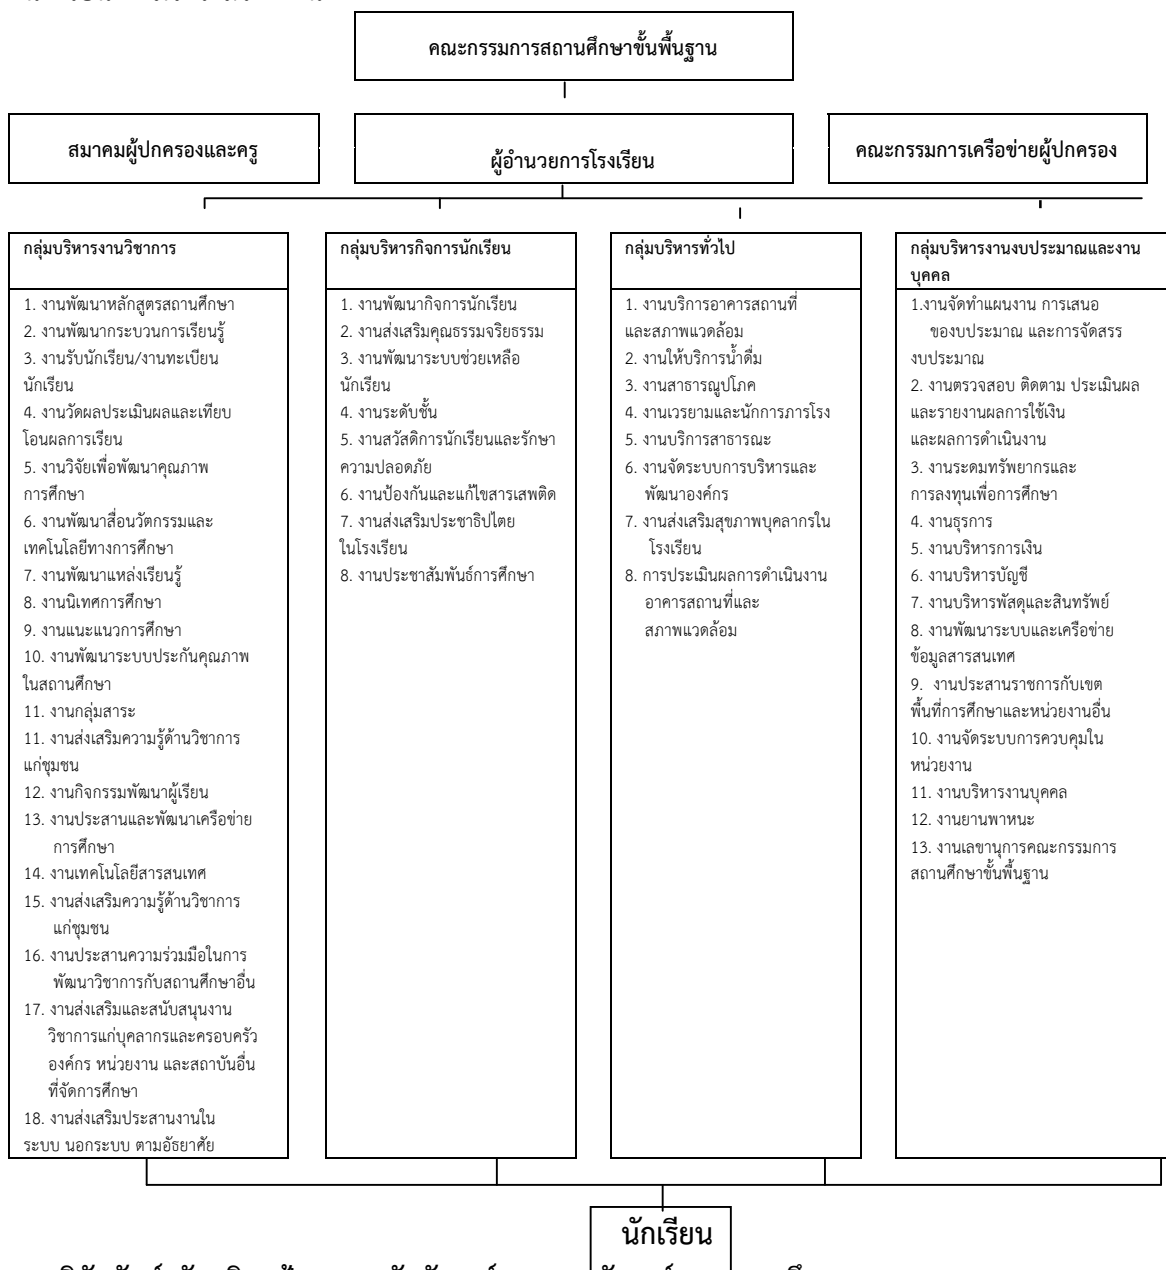 คณะกรรมการสถานศึกษาขั้นพื้นฐาน
สมาคมผู้ปกครองและครู
ผู้อำนวยการโรงเรียน
คณะกรรมการเครือข่ายผู้ปกครอง
กลุ่มบริหารงานวิชาการ
1. งานพัฒนาหลักสูตรสถานศึกษา
2. งานพัฒนากระบวนการเรียนรู้
3. งานรับนักเรียน/งานทะเบียน
นักเรียน
4. งานวัดผลประเมินผลและเทียบ
โอนผลการเรียน
5. งานวิจัยเพื่อพัฒนาคุณภาพ
การศึกษา
6. งานพัฒนาสื่อนวัตกรรมและ
เทคโนโลยีทางการศึกษา
7. งานพัฒนาแหล่งเรียนรู้
8. งานนิเทศการศึกษา
9. งานแนะแนวการศึกษา
10. งานพัฒนาระบบประกันคุณภาพ
ในสถานศึกษา
11. งานกลุ่มสาระ
11. งานส่งเสริมความรู้ด้านวิชาการ
แก่ชุมชน
12. งานกิจกรรมพัฒนาผู้เรียน
13. งานประสานและพัฒนาเครือข่าย
การศึกษา
14. งานเทคโนโลยีสารสนเทศ
15. งานส่งเสริมความรู้ด้านวิชาการ
แก่ชุมชน
16. งานประสานความร่วมมือในการ
พัฒนาวิชาการกับสถานศึกษาอื่น
17. งานส่งเสริมและสนับสนุนงาน
วิชาการแก่บุคลากรและครอบครัว
องค์กร หน่วยงาน และสถาบันอื่น
ที่จัดการศึกษา
18. งานส่งเสริมประสานงานใน
ระบบ นอกระบบ ตามอัธยาศัย
กลุ่มบริหารกิจการนักเรียน
1. งานพัฒนากิจการนักเรียน
2. งานส่งเสริมคุณธรรมจริยธรรม
3. งานพัฒนาระบบช่วยเหลือ
นักเรียน
4. งานระดับชั้น
5. งานสวัสดิการนักเรียนและรักษา
ความปลอดภัย
6. งานป้องกันและแก้ไขสารเสพติด
7. งานส่งเสริมประชาธิปไตย
ในโรงเรียน
8. งานประชาสัมพันธ์การศึกษา
กลุ่มบริหารทั่วไป
1. งานบริการอาคารสถานที่
และสภาพแวดล้อม
2. งานให้บริการน้ำดื่ม
3. งานสาธารณูปโภค
4. งานเวรยามและนักการภารโรง
5. งานบริการสาธารณะ
6. งานจัดระบบการบริหารและ
พัฒนาองค์กร
7. งานส่งเสริมสุขภาพบุคลากรใน
โรงเรียน
8. การประเมินผลการดำเนินงาน
อาคารสถานที่และ
สภาพแวดล้อม
กลุ่มบริหารงานงบประมาณและงาน
บุคคล
1.งานจัดทำแผนงาน การเสนอ
ของบประมาณ และการจัดสรร
งบประมาณ
2. งานตรวจสอบ ติดตาม ประเมินผล
และรายงานผลการใช้เงิน
และผลการดำเนินงาน
3. งานระดมทรัพยากรและ
การลงทุนเพื่อการศึกษา
4. งานธุรการ
5. งานบริหารการเงิน
6. งานบริหารบัญชี
7. งานบริหารพัสดุและสินทรัพย์
8. งานพัฒนาระบบและเครือข่าย
ข้อมูลสารสนเทศ
9. งานประสานราชการกับเขต
พื้นที่การศึกษาและหน่วยงานอื่น
10. งานจัดระบบการควบคุมใน
หน่วยงาน
11. งานบริหารงานบุคคล
12. งานยานพาหนะ
13. งานเลขานุการคณะกรรมการ
สถานศึกษาขั้นพื้นฐาน
นักเรียน